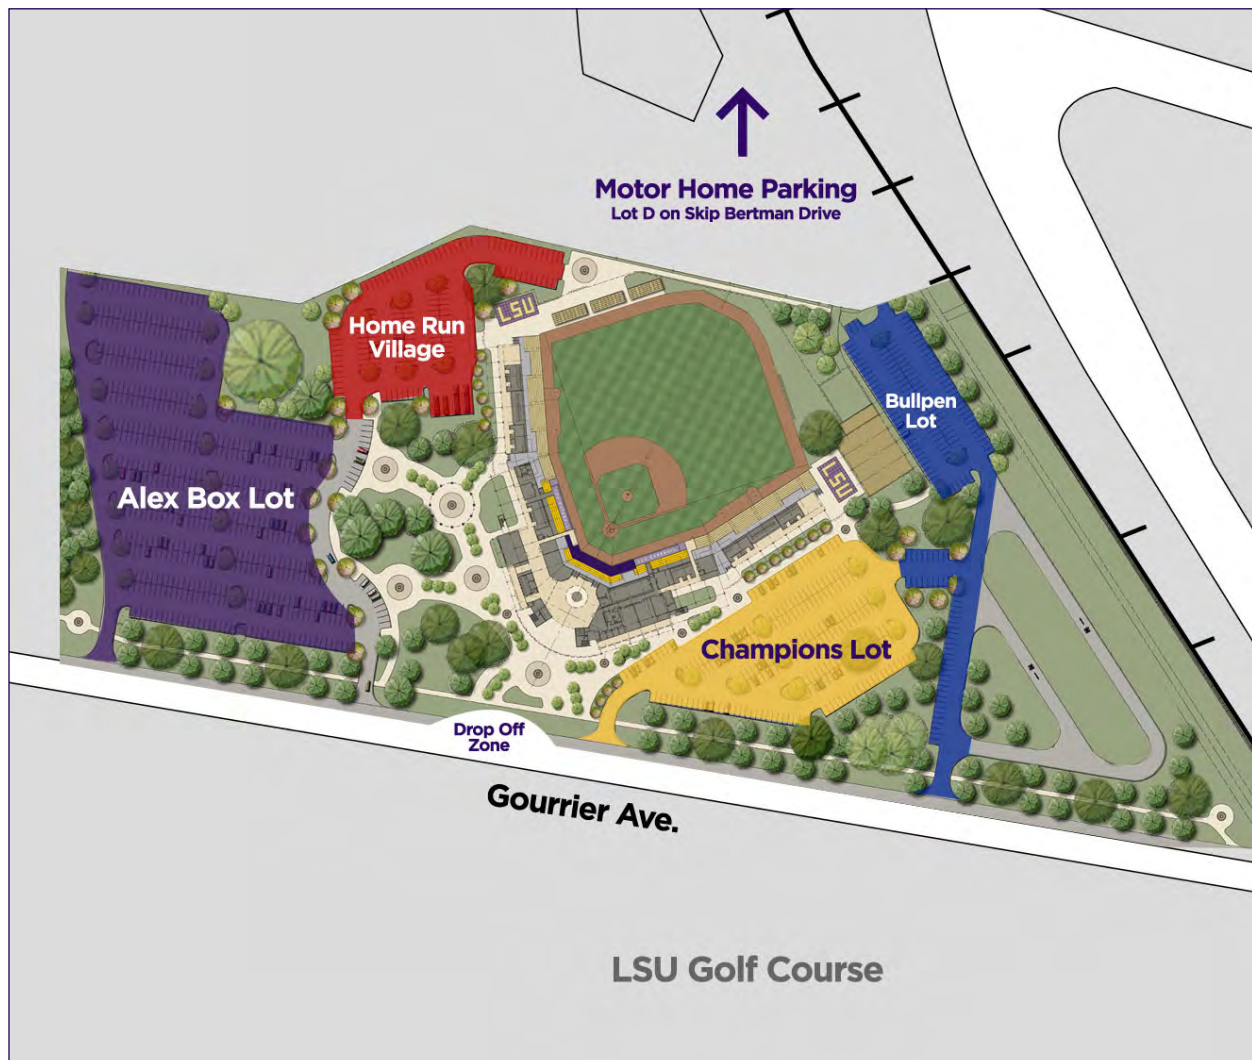 Motor Home Parking
Lot D on Skip Bertman Drive
Home Run
Village
LSU
Bullpen
Lot
Alex Box Lot
LSU
Champions Lot
Drop Off
Zone
Gourrier Ave.
LSU Golf Course